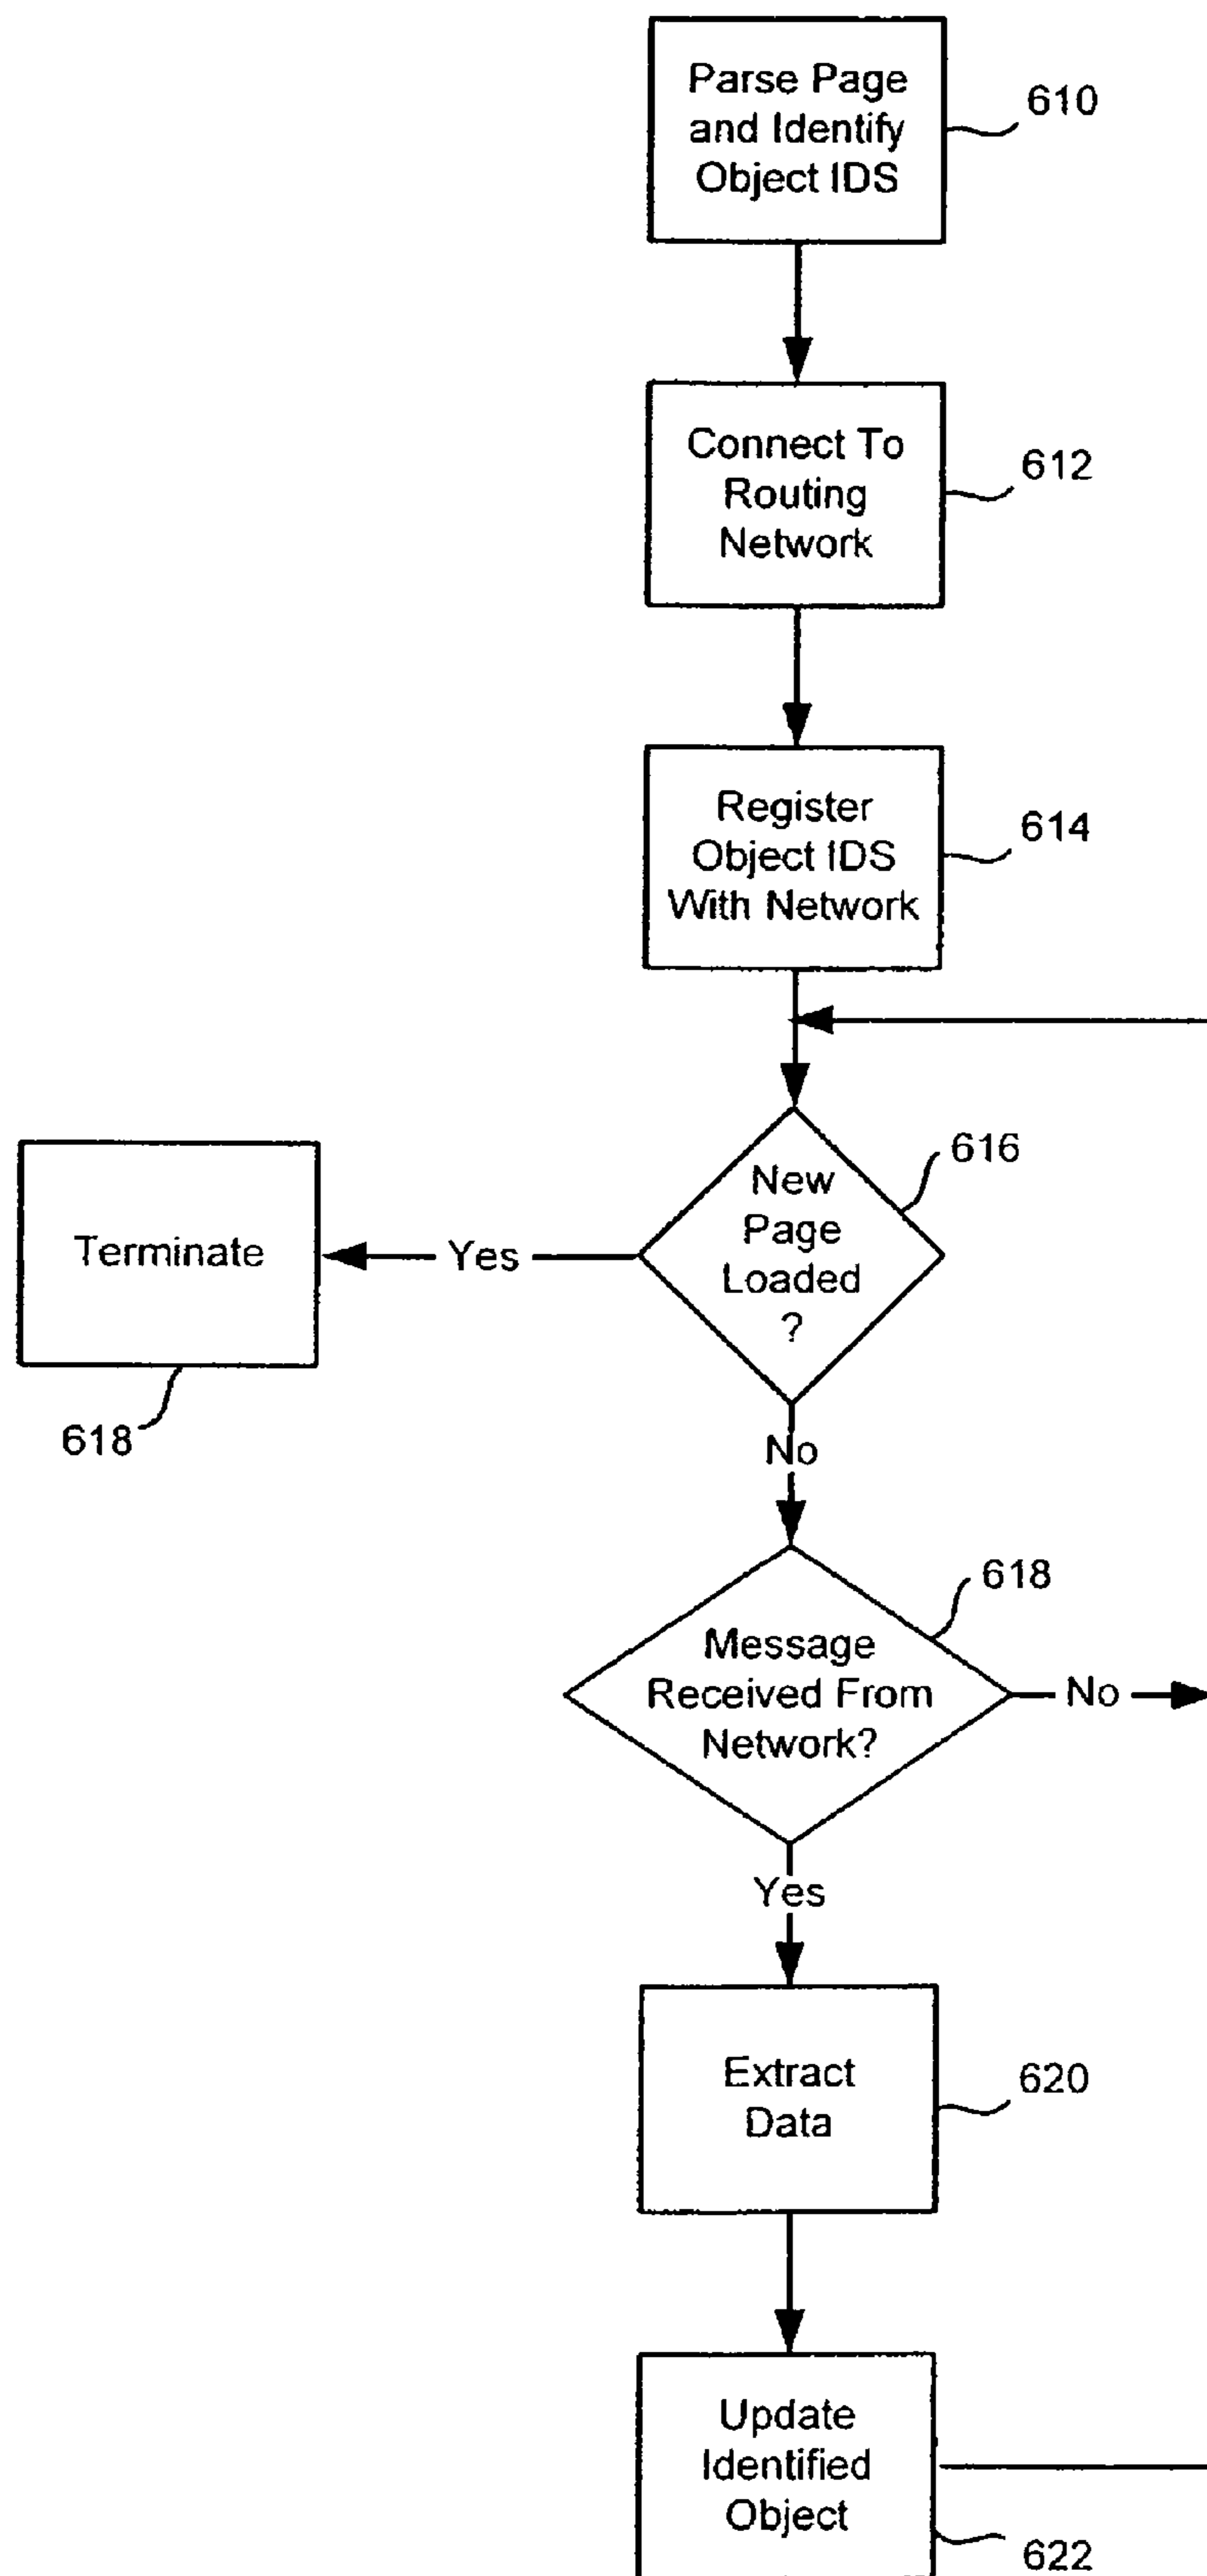 Parse Page
and Identify
Object IDS
610
Connect To
Routing
Network
612
Register
Object IDS
With Network
614
New
Page
Loaded
?
616
Yes
Terminate
618
No
Message
Received From
Network?
618
No
Yes
Extract
Data
620
Update
Identified
Object
622